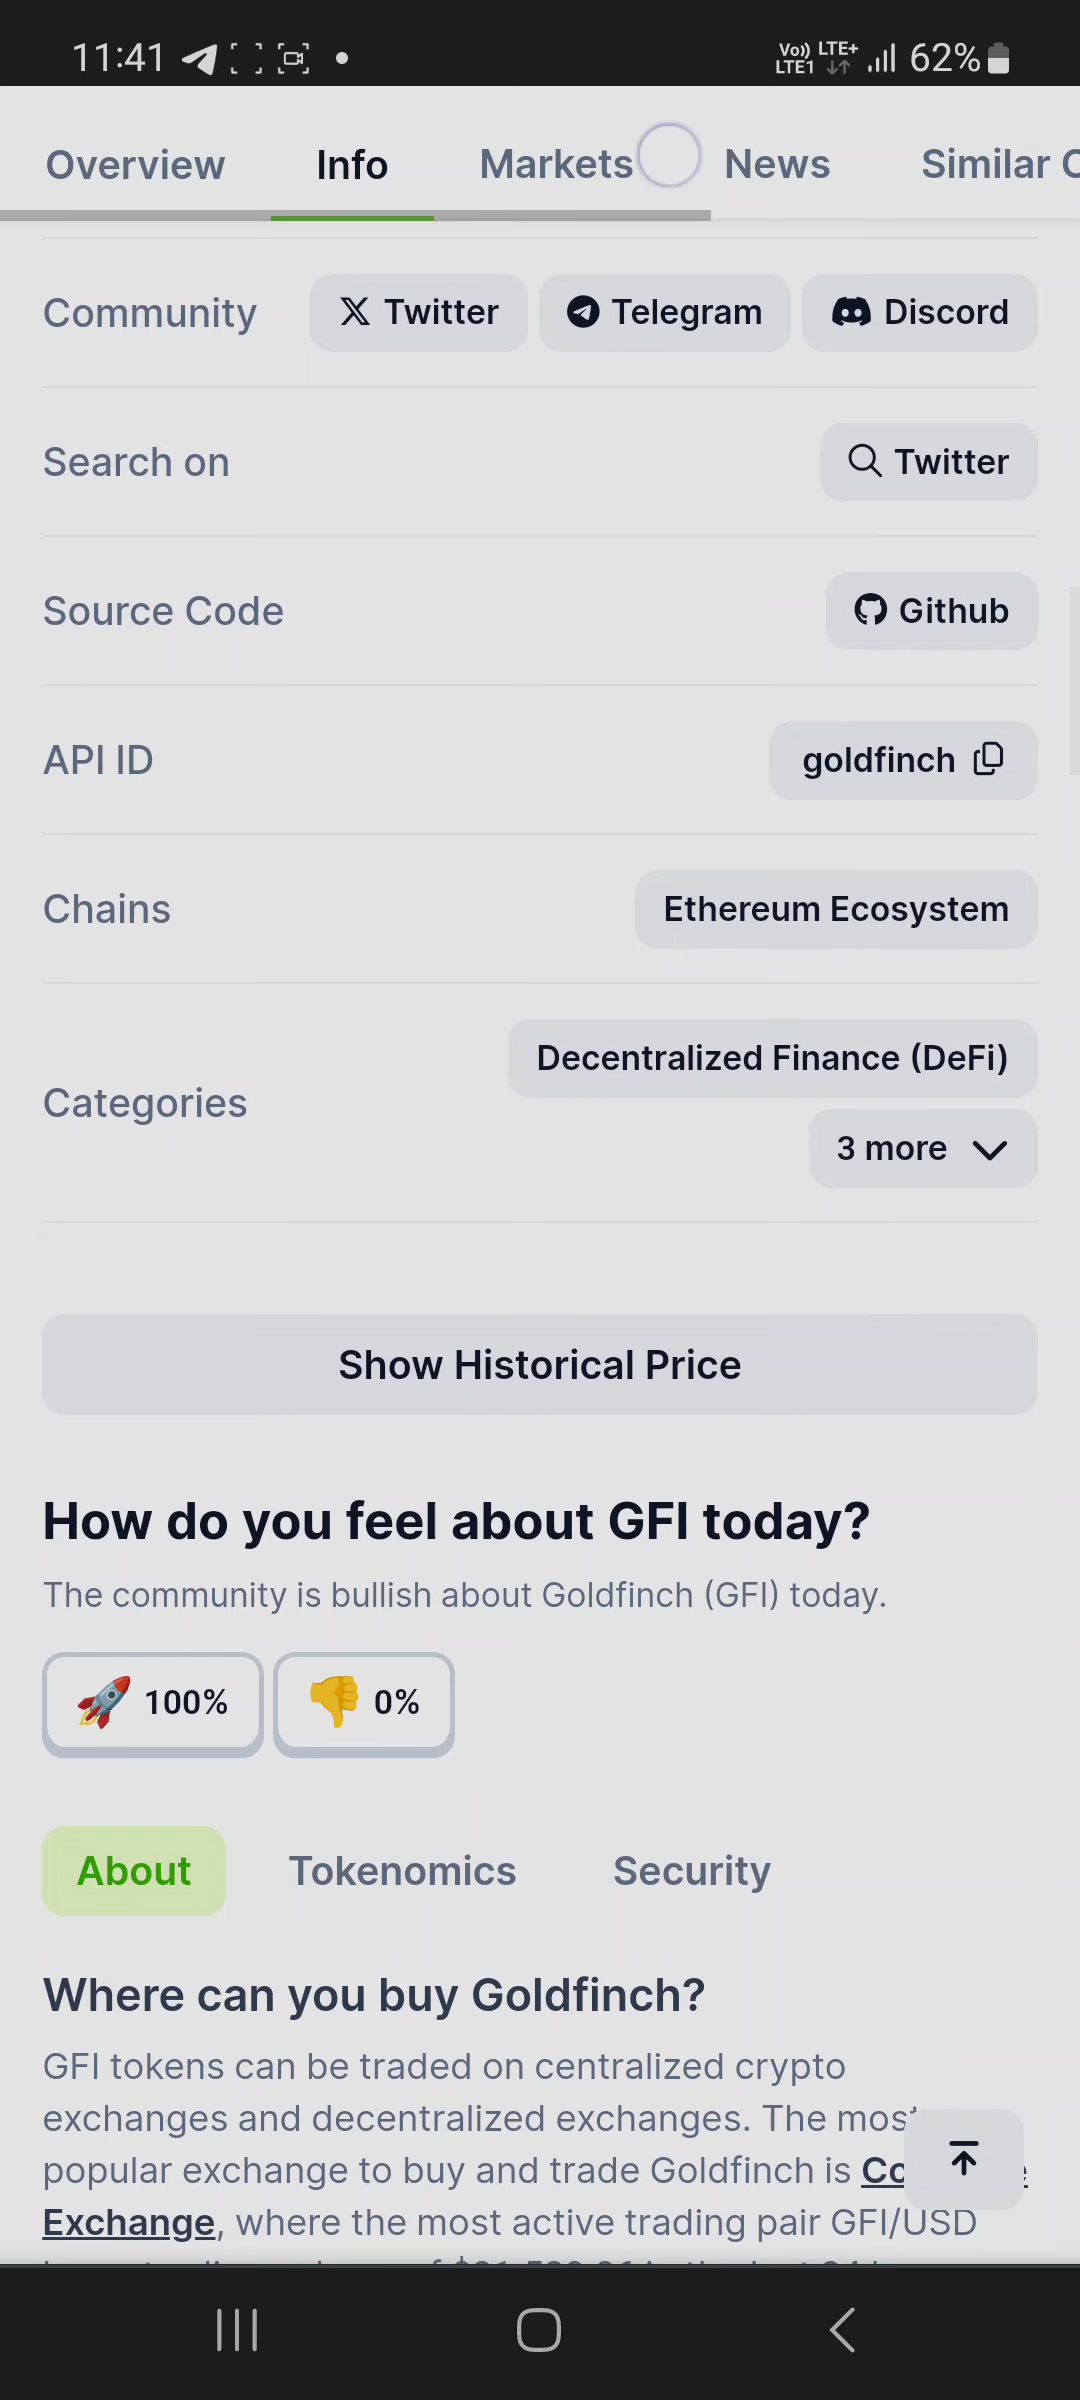 11:41 Vo)) LTE+ LTE1 62%
Overview Info Markets News Similar C
Community Twitter Telegram Discord
Search on Twitter
Source Code Github
API ID goldfinch
Chains Ethereum Ecosystem
Decentralized Finance (DeFi)
Categories
3 more
Show Historical Price
How do you feel about GFI today?
The community is bullish about Goldfinch (GFI) today.
100% 0%
About Tokenomics Security
Where can you buy Goldfinch?
GFI tokens can be traded on centralized crypto
exchanges and decentralized exchanges. The most
popular exchange to buy and trade Goldfinch is
Exchange, where the most active trading pair GFI/USD